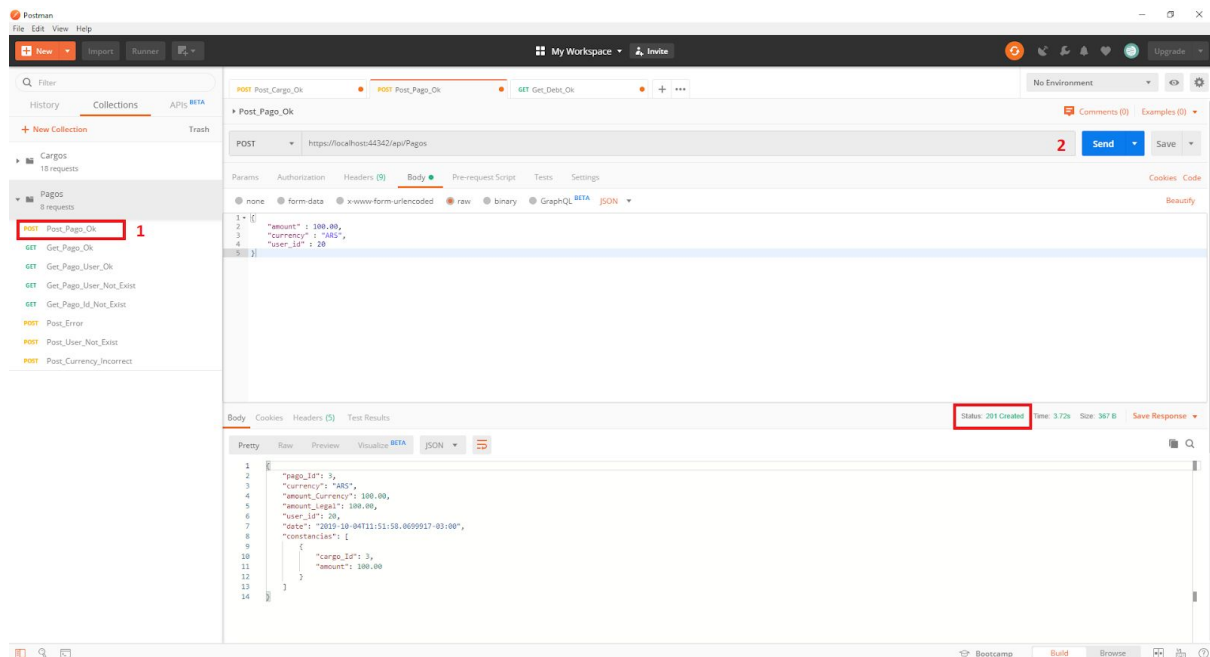 Postman
File Edit View Help
New Import Runner My Workspace Invite Upgrade
Filter
History Collections APIs BETA
+ New Collection Trash
Cargos
18 requests
Pagos
8 requests
POST Post_Pago_Ok 1
GET Get_Pago_Ok
GET Get_Pago_User_Ok
GET Get_Pago_User_Not_Exist
GET Get_Pago_Id_Not_Exist
POST Post_Error
POST Post_User_Not_Exist
POST Post_Currency_Incorrect
POST Post_Cargo_Ok POST Post_Pago_Ok GET Get_Debt_Ok + ••• No Environment
Post_Pago_Ok Comments (0) Examples (0)
POST https://localhost:44342/api/Pagos 2 Send Save
Params Authorization Headers (9) Body Pre-request Script Tests Settings Cookies Code
none form-data x-www-form-urlencoded raw binary GraphQL BETA JSON Beautify
1 {
2 "amount" : 100.00,
3 "currency" : "ARS",
4 "user_id" : 20
5 }
Body Cookies Headers (5) Test Results Status: 201 Created Time: 3.72s Size: 367 B Save Response
Pretty Raw Preview Visualize BETA JSON
1 {
2 "pago_Id": 3,
3 "currency": "ARS",
4 "amount_Currency": 100.00,
5 "amount_Legal": 100.00,
6 "user_id": 20,
7 "date": "2019-10-04T11:51:58.0699917-03:00",
8 "constancias": [
9 {
10 "cargo_Id": 3,
11 "amount": 100.00
12 }
13 ]
14 }
Bootcamp Build Browse